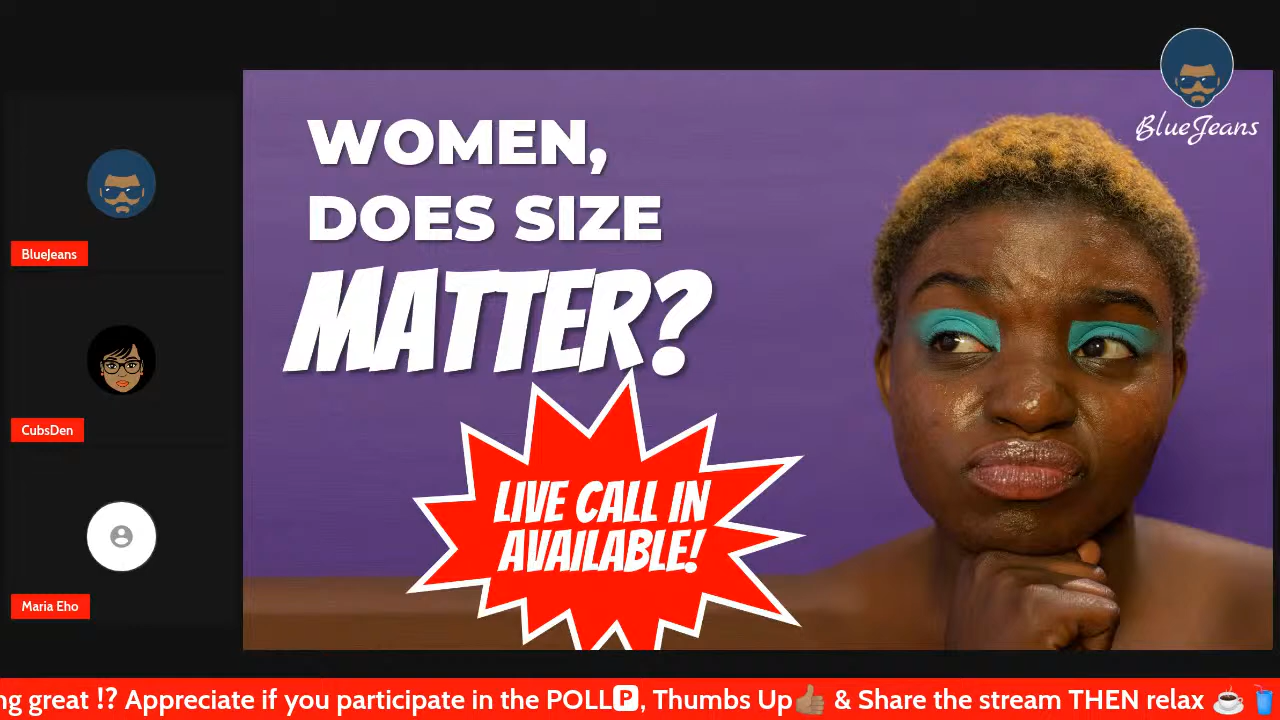 BlueJeans
WOMEN,
DOES SIZE
MATTER?
LIVE CALL IN
AVAILABLE!
BlueJeans
CubsDen
Maria Eho
ng great !? Appreciate if you participate in the POLL🅿, Thumbs Up👍🏽 & Share the stream THEN relax ☕🥤